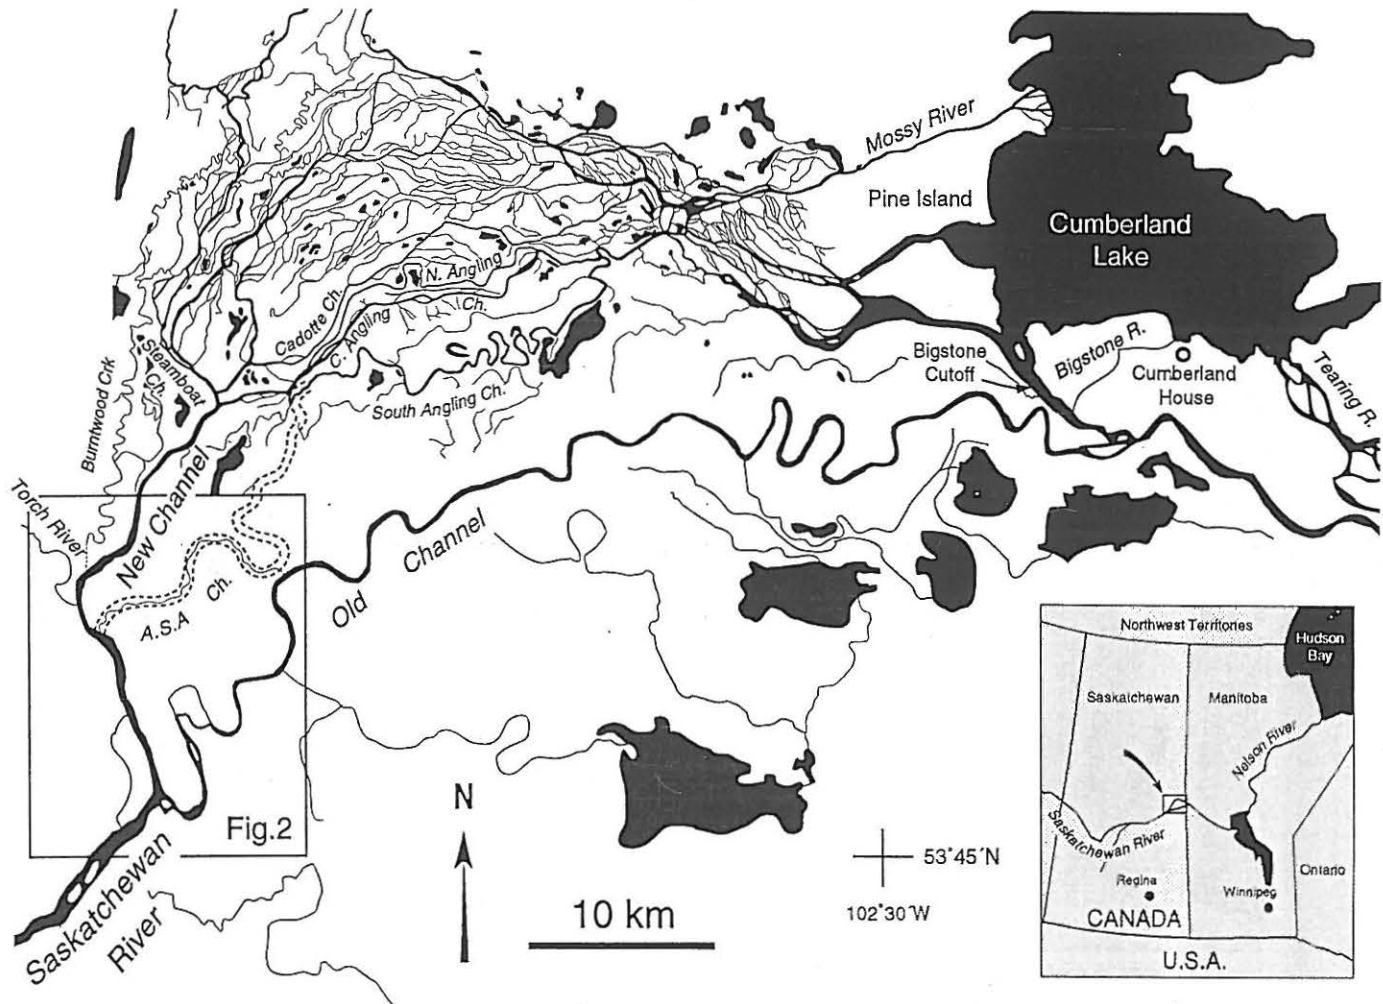 Mossy River
Pine Island
Cumberland
Lake
N. Angling
Ch.
Cadotte Ch.
C. Angling
Steamboat
Ch.
Burntwood Crk
South Angling Ch.
Bigstone
Cutoff
Bigstone R.
Cumberland
House
Tearing R.
Torch River
New Channel
A.S.A Ch.
Old Channel
Fig.2
Saskatchewan
River
N
10 km
53°45´N
102°30´W
Northwest Territories
Hudson
Bay
Saskatchewan
Manitoba
Nelson River
Saskatchewan River
Ontario
Regina
Winnipeg
CANADA
U.S.A.